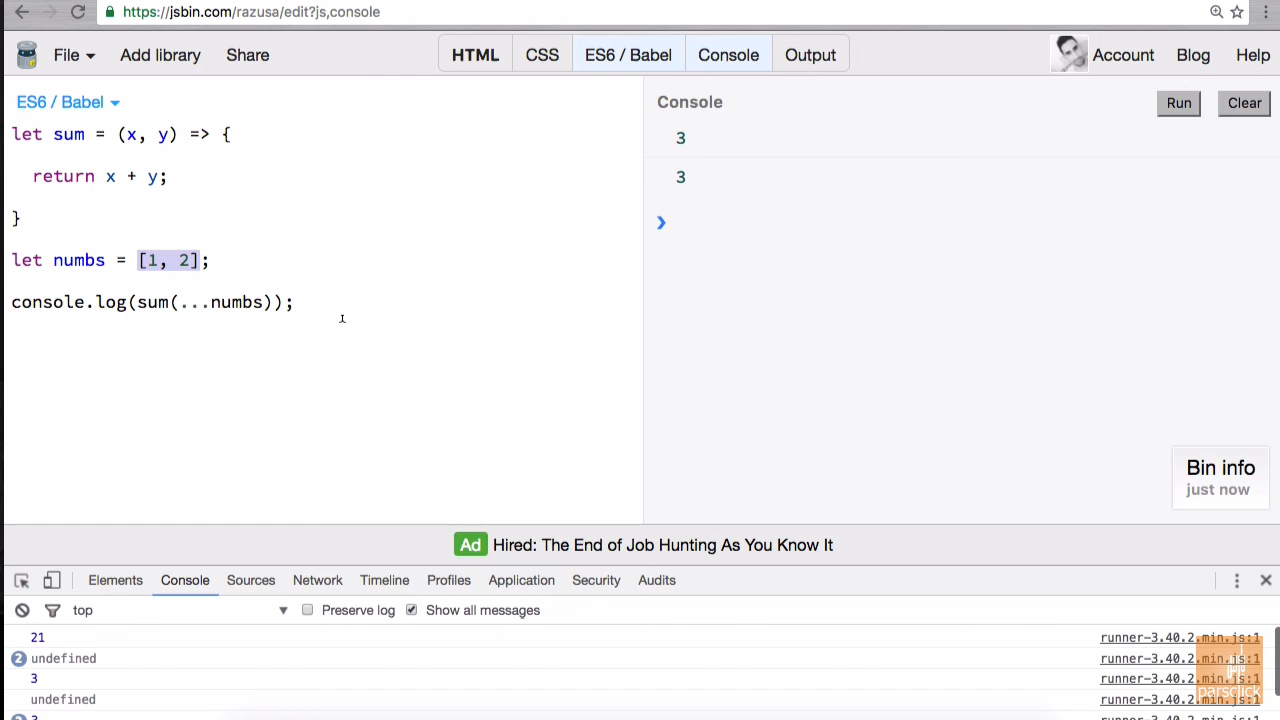 https://jsbin.com/razusa/edit?js,console
File Add library Share HTML CSS ES6 / Babel Console Output Account Blog Help
ES6 / Babel
let sum = (x, y) => {
return x + y;
}
let numbs = [1, 2];
console.log(sum(...numbs));
Console Run Clear
3
3
Bin info
just now
Ad Hired: The End of Job Hunting As You Know It
Elements Console Sources Network Timeline Profiles Application Security Audits
top Preserve log Show all messages
21 runner-3.40.2.min.js:1
2 undefined runner-3.40.2.min.js:1
3 runner-3.40.2.min.js:1
undefined runner-3.40.2.min.js:1
parsclick